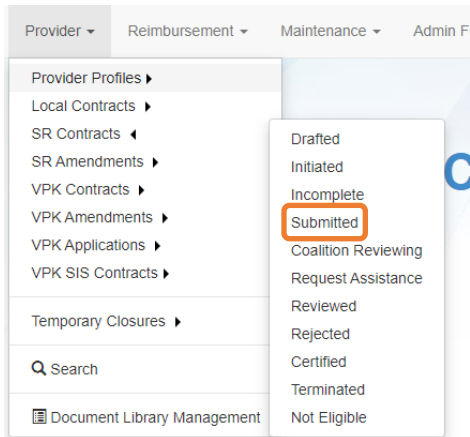 Provider Reimbursement Maintenance Admin F
Provider Profiles
Local Contracts
SR Contracts
SR Amendments
VPK Contracts
VPK Amendments
VPK Applications
VPK SIS Contracts
Temporary Closures
Search
Document Library Management
Drafted
Initiated
Incomplete
Submitted
Coalition Reviewing
Request Assistance
Reviewed
Rejected
Certified
Terminated
Not Eligible